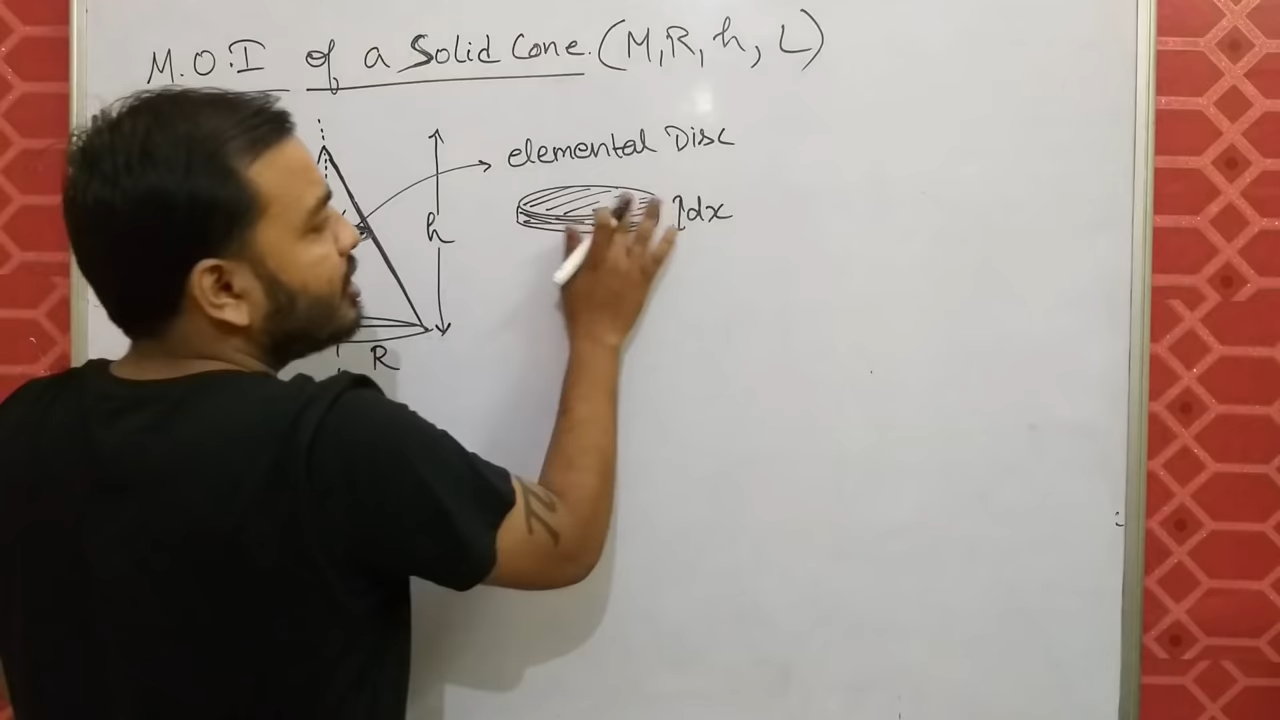 M.O.I of a Solid Cone. (M, R, h, L)
elemental Disc
dx
h
R